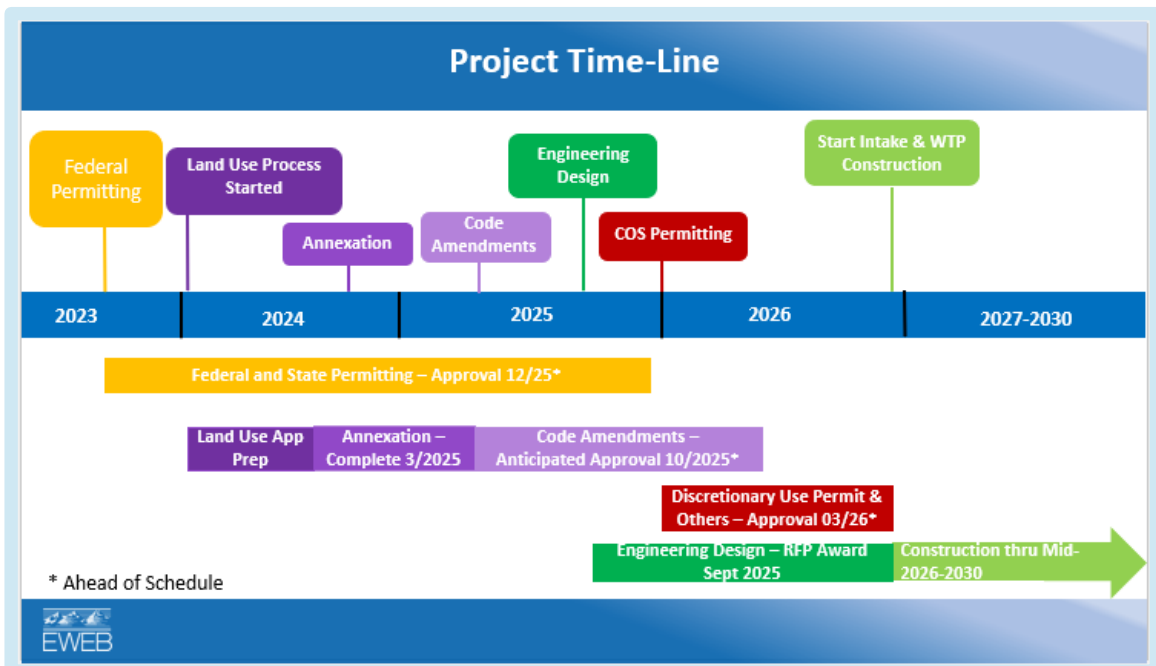 Project Time-Line
Federal
Permitting
Land Use Process
Started
Annexation
Code
Amendments
Engineering
Design
COS Permitting
Start Intake & WTP
Construction
2023
2024
2025
2026
2027-2030
Federal and State Permitting – Approval 12/25*
Land Use App
Prep
Annexation –
Complete 3/2025
Code Amendments –
Anticipated Approval 10/2025*
Discretionary Use Permit &
Others – Approval 03/26*
Engineering Design – RFP Award
Sept 2025
Construction thru Mid-
2026-2030
* Ahead of Schedule
EWEB